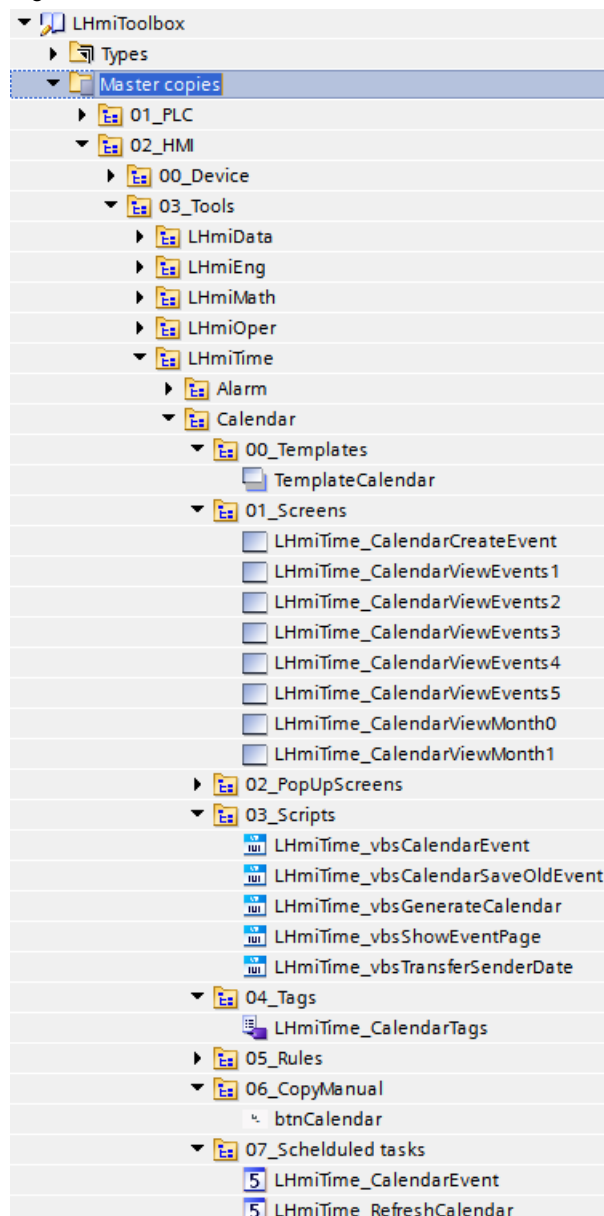 LHmiToolbox
Types
Master copies
01_PLC
02_HMI
00_Device
03_Tools
LHmiData
LHmiEng
LHmiMath
LHmiOper
LHmiTime
Alarm
Calendar
00_Templates
TemplateCalendar
01_Screens
LHmiTime_CalendarCreateEvent
LHmiTime_CalendarViewEvents1
LHmiTime_CalendarViewEvents2
LHmiTime_CalendarViewEvents3
LHmiTime_CalendarViewEvents4
LHmiTime_CalendarViewEvents5
LHmiTime_CalendarViewMonth0
LHmiTime_CalendarViewMonth1
02_PopUpScreens
03_Scripts
LHmiTime_vbsCalendarEvent
LHmiTime_vbsCalendarSaveOldEvent
LHmiTime_vbsGenerateCalendar
LHmiTime_vbsShowEventPage
LHmiTime_vbsTransferSenderDate
04_Tags
LHmiTime_CalendarTags
05_Rules
06_CopyManual
btnCalendar
07_Schelduled tasks
LHmiTime_CalendarEvent
LHmiTime_RefreshCalendar